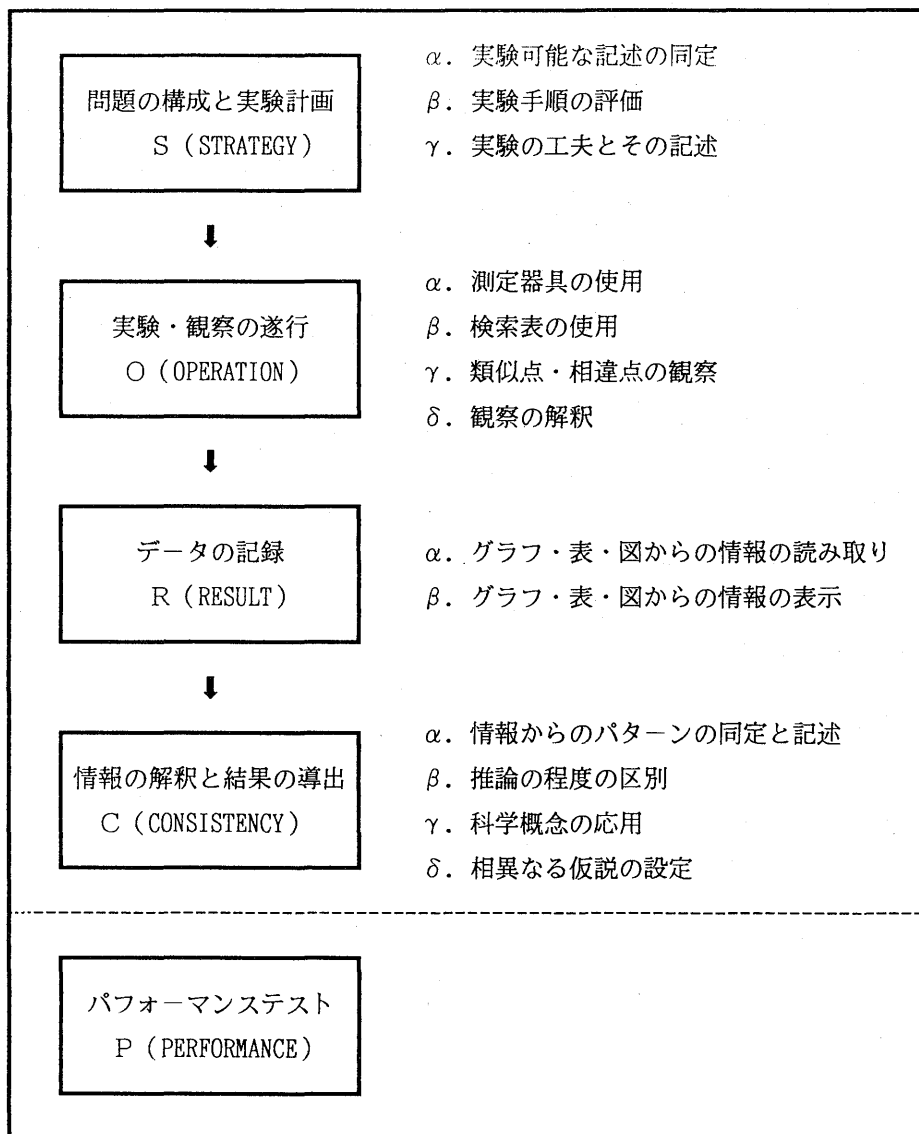 問題の構成と実験計画
S (STRATEGY)
α. 実験可能な記述の同定
β. 実験手順の評価
γ. 実験の工夫とその記述
実験・観察の遂行
O (OPERATION)
α. 測定器具の使用
β. 検索表の使用
γ. 類似点・相違点の観察
δ. 観察の解釈
データの記録
R (RESULT)
α. グラフ・表・図からの情報の読み取り
β. グラフ・表・図からの情報の表示
情報の解釈と結果の導出
C (CONSISTENCY)
α. 情報からのパターンの同定と記述
β. 推論の程度の区別
γ. 科学概念の応用
δ. 相異なる仮説の設定
パフォーマンステスト
P (PERFORMANCE)